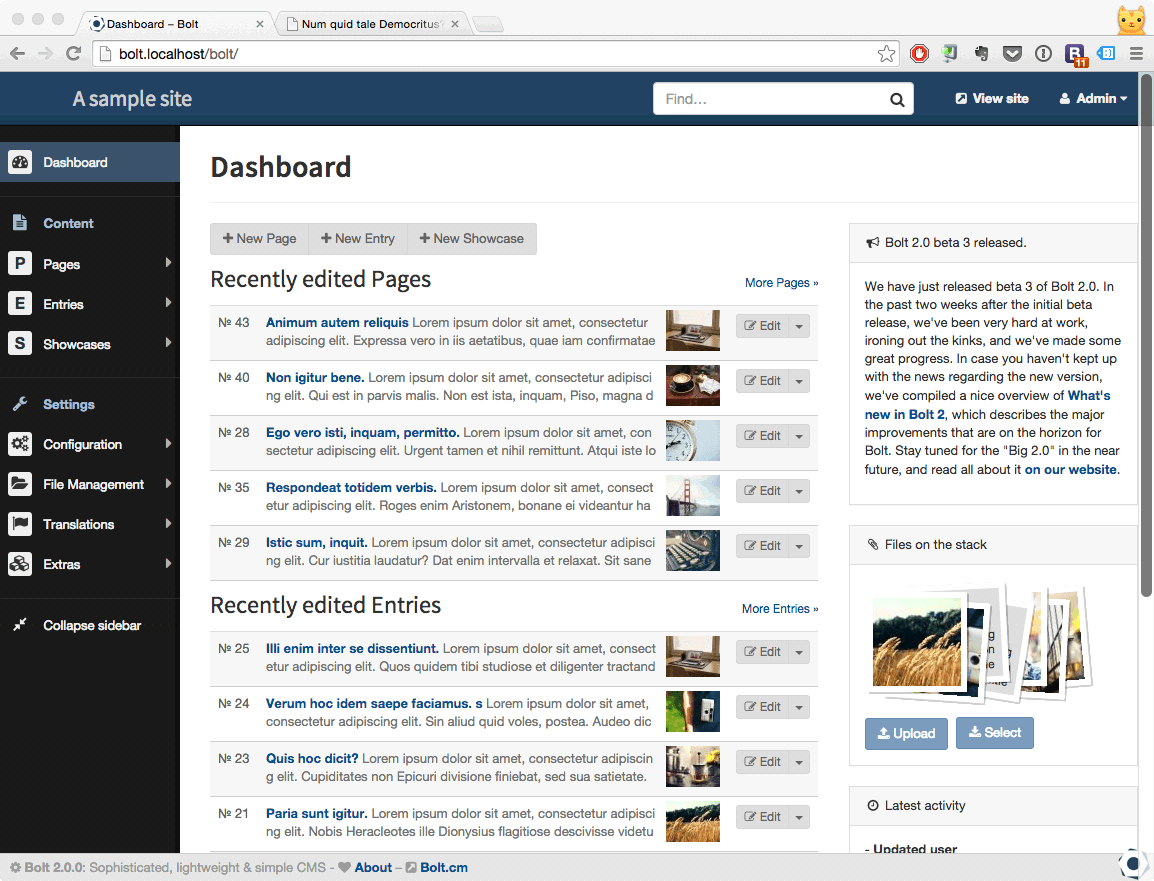 Dashboard – Bolt
Num quid tale Democritus?
bolt.localhost/bolt/
11
A sample site
Find...
View site
Admin
Dashboard
Content
P Pages
E Entries
S Showcases
Settings
Configuration
File Management
Translations
Extras
Collapse sidebar
Dashboard
+ New Page
+ New Entry
+ New Showcase
Recently edited Pages
More Pages »
№ 43 Animum autem reliquis Lorem ipsum dolor sit amet, consectetur
adipiscing elit. Expressa vero in iis aetatibus, quae iam confirmatae
Edit
№ 40 Non igitur bene. Lorem ipsum dolor sit amet, consectetur adipisci
ng elit. Qui est in parvis malis. Non est ista, inquam, Piso, magna d
Edit
№ 28 Ego vero isti, inquam, permitto. Lorem ipsum dolor sit amet, con
sectetur adipiscing elit. Urgent tamen et nihil remittunt. Atqui iste lo
Edit
№ 35 Respondeat totidem verbis. Lorem ipsum dolor sit amet, consect
etur adipiscing elit. Roges enim Aristonem, bonane ei videantur ha
Edit
№ 29 Istic sum, inquit. Lorem ipsum dolor sit amet, consectetur adipisci
ng elit. Cur iustitia laudatur? Dat enim intervalla et relaxat. Sit sane
Edit
Recently edited Entries
More Entries »
№ 25 Illi enim inter se dissentiunt. Lorem ipsum dolor sit amet, consect
etur adipiscing elit. Quos quidem tibi studiose et diligenter tractand
Edit
№ 24 Verum hoc idem saepe faciamus. s Lorem ipsum dolor sit amet,
consectetur adipiscing elit. Sin aliud quid voles, postea. Audeo dic
Edit
№ 23 Quis hoc dicit? Lorem ipsum dolor sit amet, consectetur adipiscin
g elit. Cupiditates non Epicuri divisione finiebat, sed sua satietate.
Edit
№ 21 Paria sunt igitur. Lorem ipsum dolor sit amet, consectetur adipisci
ng elit. Nobis Heracleotes ille Dionysius flagitiose descivisse videtu
Edit
Bolt 2.0 beta 3 released.
We have just released beta 3 of Bolt 2.0. In
the past two weeks after the initial beta
release, we've been very hard at work,
ironing out the kinks, and we've made some
great progress. In case you haven't kept up
with the news regarding the new version,
we've compiled a nice overview of What's
new in Bolt 2, which describes the major
improvements that are on the horizon for
Bolt. Stay tuned for the "Big 2.0" in the near
future, and read all about it on our website.
Files on the stack
Upload
Select
Latest activity
- Updated user
Bolt 2.0.0: Sophisticated, lightweight & simple CMS - About – Bolt.cm